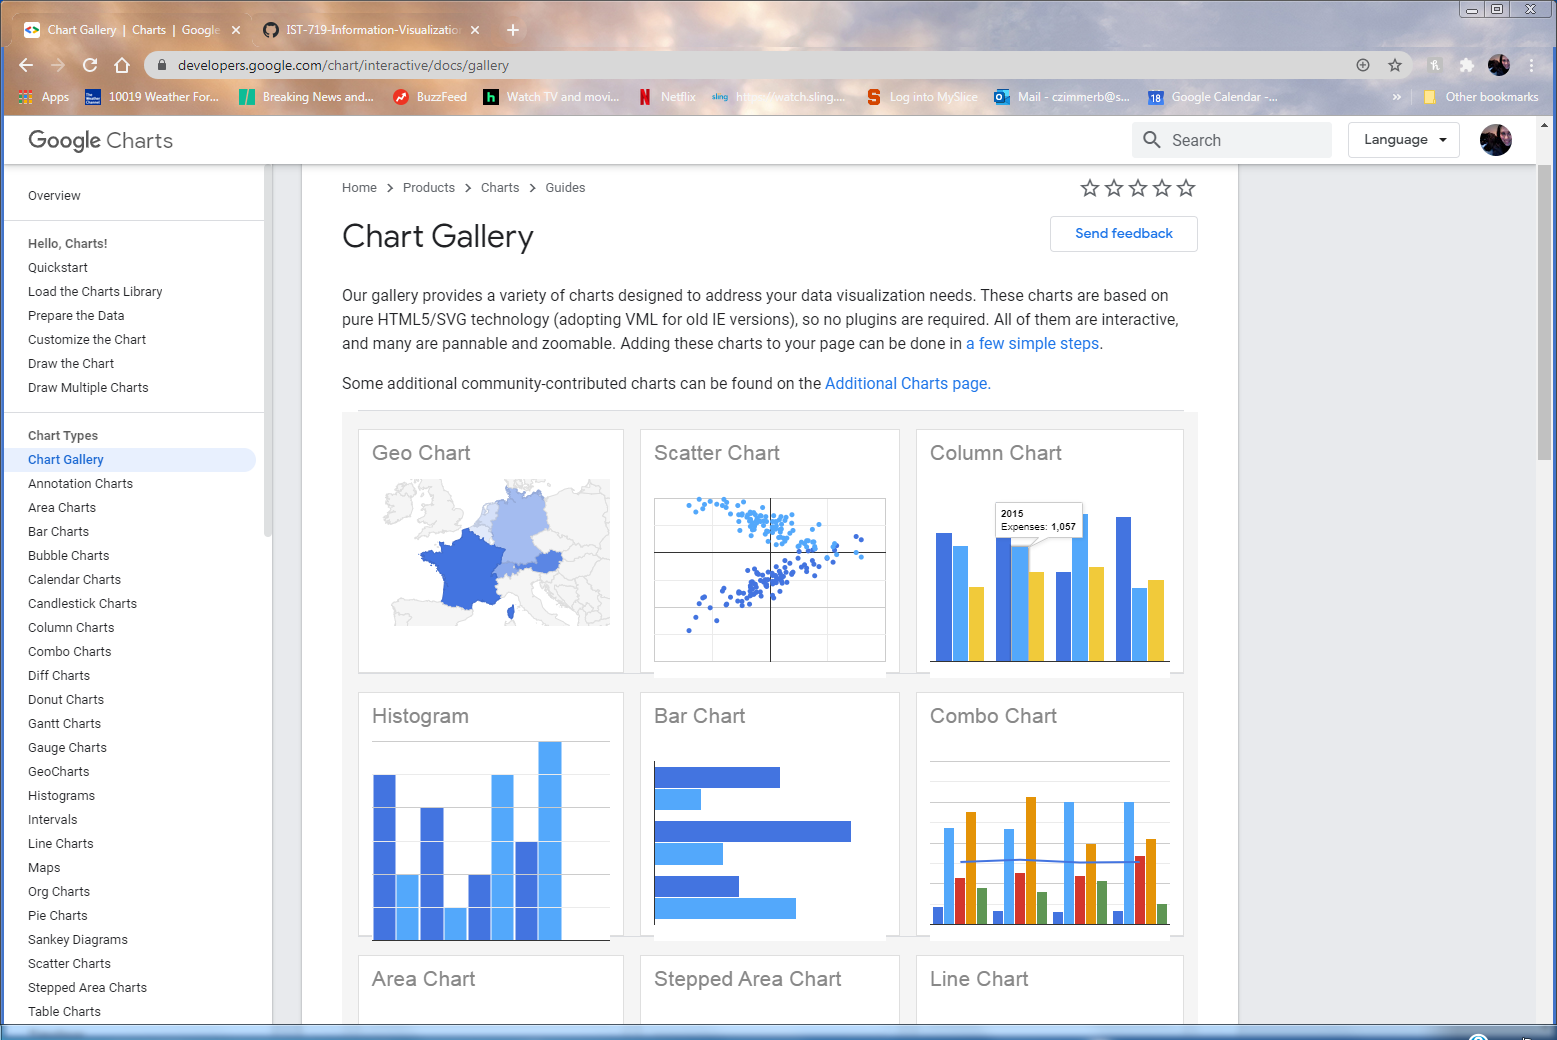 Chart Gallery | Charts | Google
IST-719-Information-Visualizatio
developers.google.com/chart/interactive/docs/gallery
Apps
10019 Weather For...
Breaking News and...
BuzzFeed
Watch TV and movi...
Netflix
sling
https://watch.sling....
Log into MySlice
Mail - czimmerb@s...
18
Google Calendar -...
»
Other bookmarks
Google Charts
Search
Language
Overview
Hello, Charts!
Quickstart
Load the Charts Library
Prepare the Data
Customize the Chart
Draw the Chart
Draw Multiple Charts
Chart Types
Chart Gallery
Annotation Charts
Area Charts
Bar Charts
Bubble Charts
Calendar Charts
Candlestick Charts
Column Charts
Combo Charts
Diff Charts
Donut Charts
Gantt Charts
Gauge Charts
GeoCharts
Histograms
Intervals
Line Charts
Maps
Org Charts
Pie Charts
Sankey Diagrams
Scatter Charts
Stepped Area Charts
Table Charts
Home > Products > Charts > Guides
Chart Gallery
Send feedback
Our gallery provides a variety of charts designed to address your data visualization needs. These charts are based on
pure HTML5/SVG technology (adopting VML for old IE versions), so no plugins are required. All of them are interactive,
and many are pannable and zoomable. Adding these charts to your page can be done in a few simple steps.
Some additional community-contributed charts can be found on the Additional Charts page.
Geo Chart
Scatter Chart
Column Chart
2015
Expenses: 1,057
Histogram
Bar Chart
Combo Chart
Area Chart
Stepped Area Chart
Line Chart